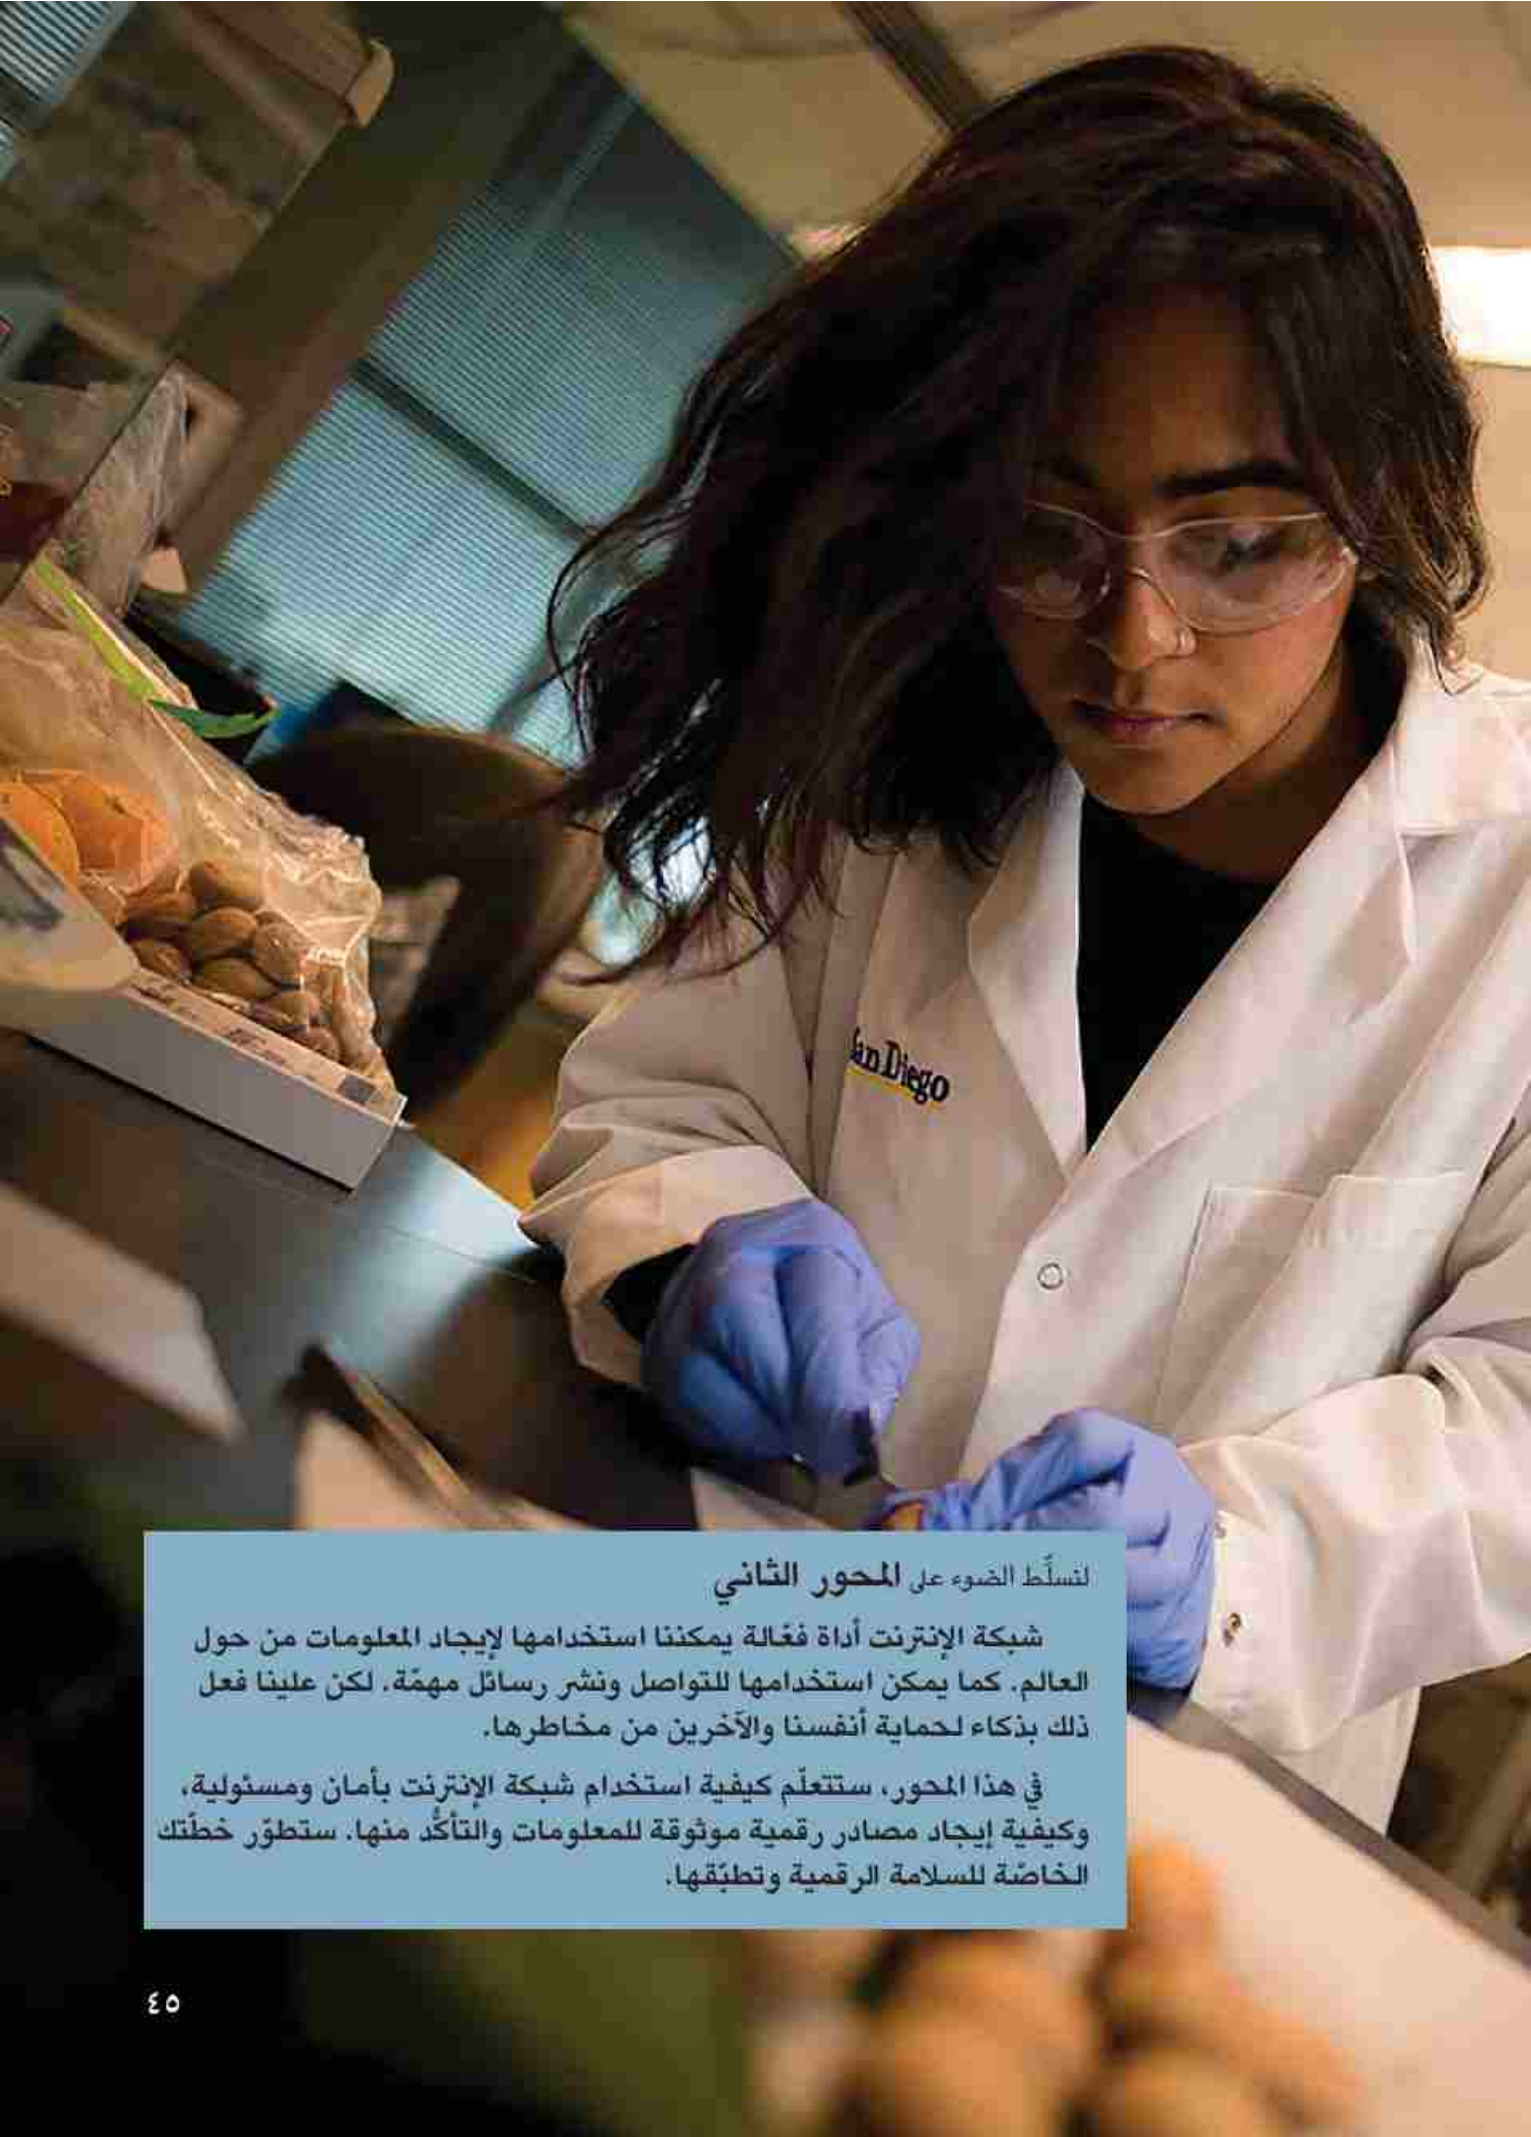 San Diego
لنسلِّط الضوء على المحور الثاني
شبكة الإنترنت أداة فعّالة يمكننا استخدامها لإيجاد المعلومات من حول
العالم. كما يمكن استخدامها للتواصل ونشر رسائل مهمّة. لكن علينا فعل
ذلك بذكاء لحماية أنفسنا والآخرين من مخاطرها.
في هذا المحور، ستتعلّم كيفية استخدام شبكة الإنترنت بأمان ومسئولية،
وكيفية إيجاد مصادر رقمية موثوقة للمعلومات والتأكُّد منها. ستطوّر خطّتك
الخاصّة للسلامة الرقمية وتطبّقها.
٤٥